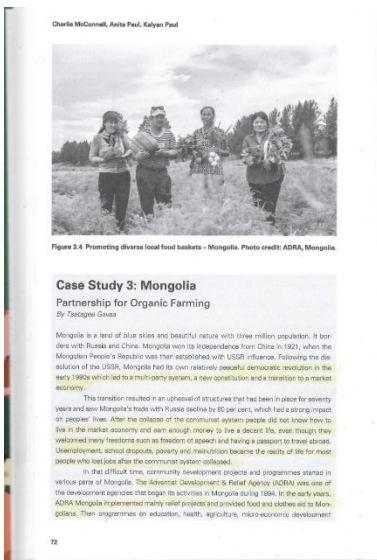 Charlie McConnell, Anita Paul, Kalyan Paul
Figure 3.4 Promoting diverse local food baskets – Mongolia. Photo credit: ADRA, Mongolia.
Case Study 3: Mongolia
Partnership for Organic Farming
By Tsetsgee Gavaa
Mongolia is a land of blue skies and beautiful nature with three million population. It bor-
ders with Russia and China. Mongolia won its independence from China in 1921, when the
Mongolian People's Republic was then established with USSR influence. Following the dis-
solution of the USSR, Mongolia had its own relatively peaceful democratic revolution in the
early 1990s which led to a multi-party system, a new constitution and a transition to a market
economy.
This transition resulted in an upheaval of structures that had been in place for seventy
years and saw Mongolia's trade with Russia decline by 80 per cent, which had a strong impact
on peoples' lives. After the collapse of the communist system people did not know how to
live in the market economy and earn enough money to live a decent life, even though they
welcomed many freedoms such as freedom of speech and having a passport to travel abroad.
Unemployment, school dropouts, poverty and malnutrition became the reality of life for most
people who lost jobs after the communist system collapsed.
In that difficult time, community development projects and programmes started in
various parts of Mongolia. The Adventist Development & Relief Agency (ADRA) was one of
the development agencies that began its activities in Mongolia during 1994. In the early years,
ADRA Mongolia implemented mainly relief projects and provided food and clothes aid to Mon-
golians. Then programmes on education, health, agriculture, micro-economic development
72